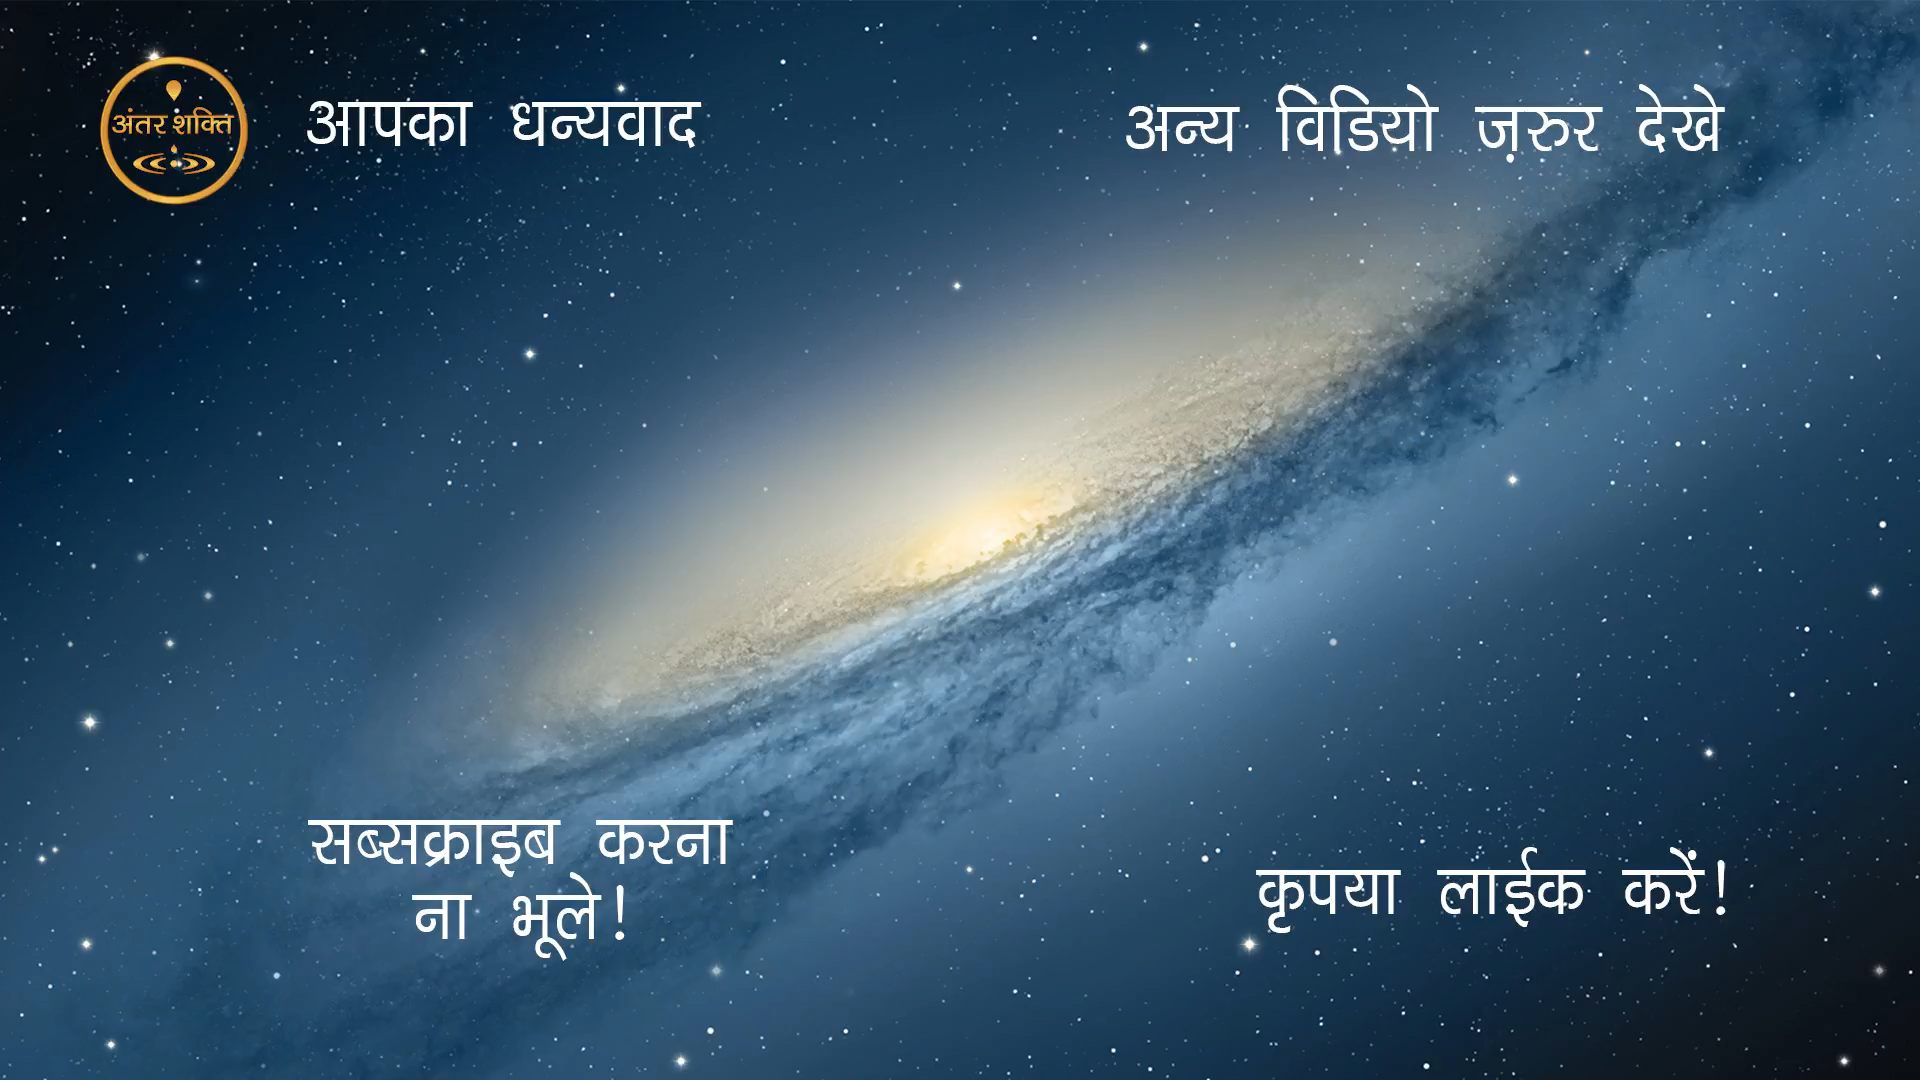 अंतर शक्ति
आपका धन्यवाद
अन्य विडियो ज़रुर देखे
सब्सक्राइब करना
ना भूले!
कृपया लाईक करें!